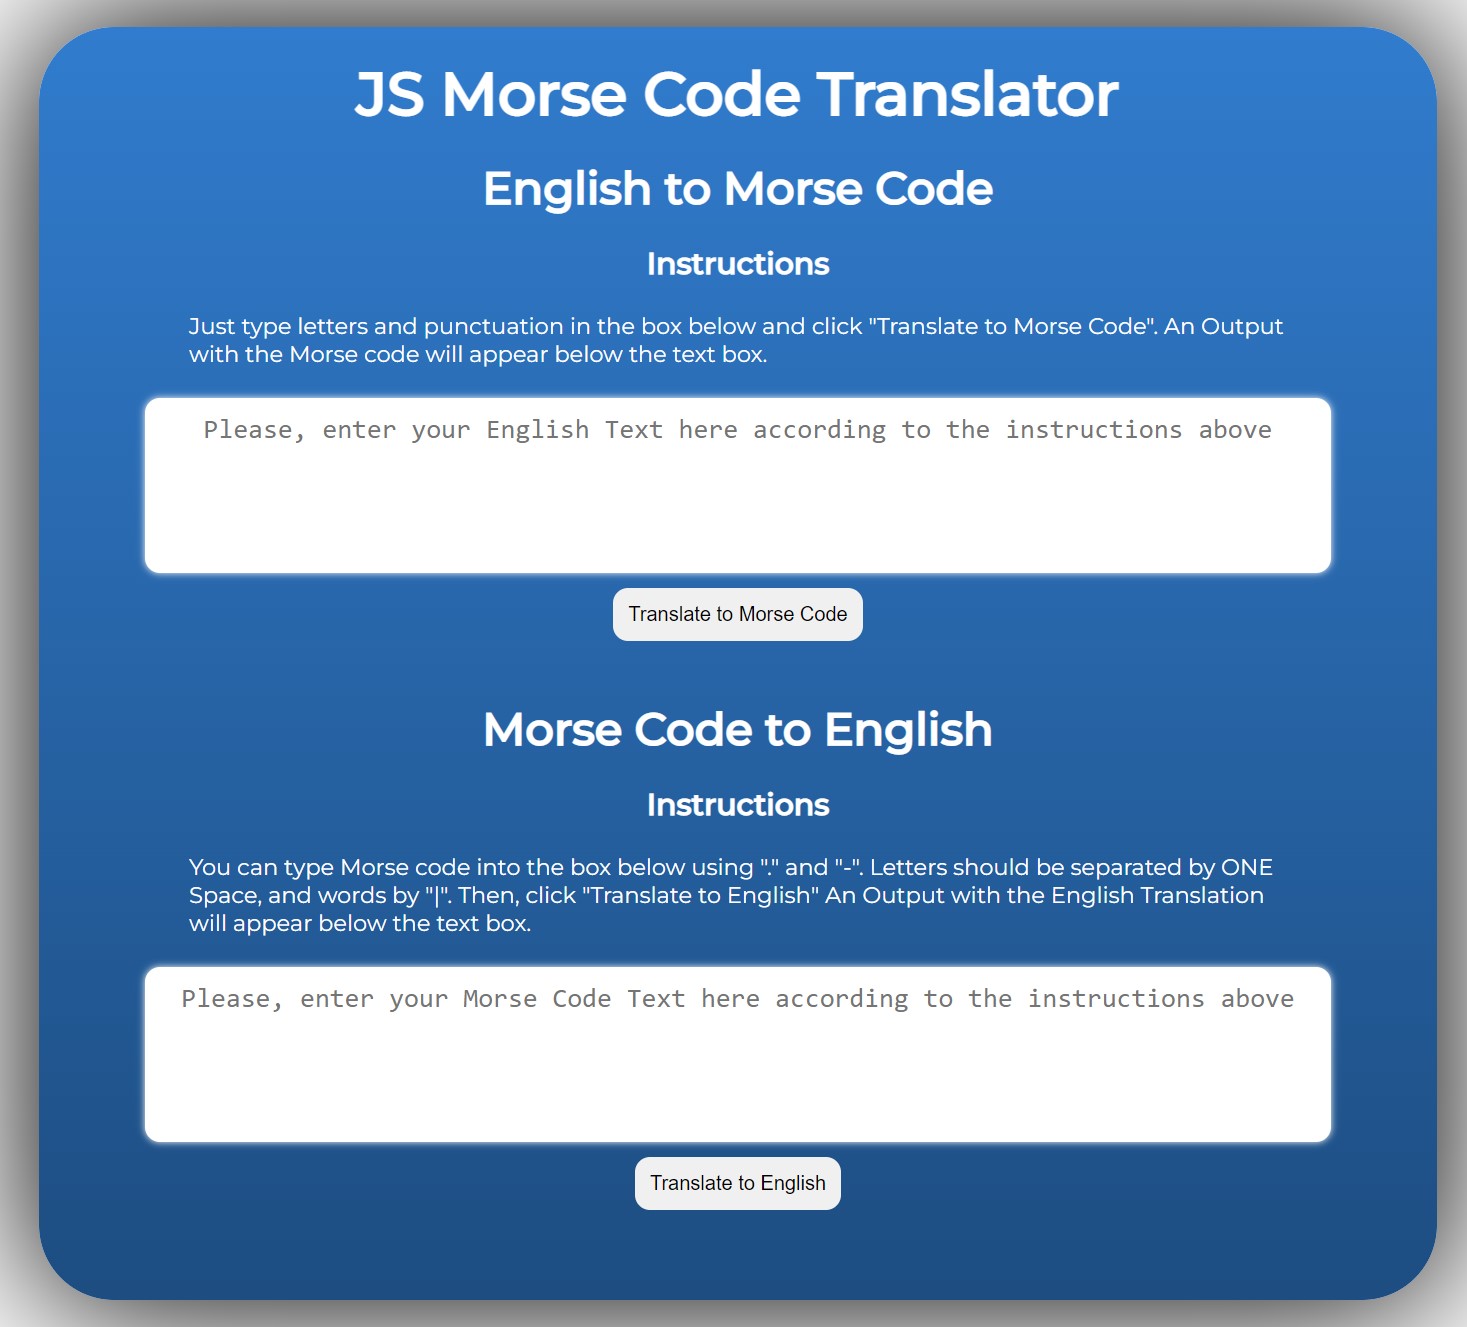 JS Morse Code Translator
English to Morse Code
Instructions
Just type letters and punctuation in the box below and click "Translate to Morse Code". An Output
with the Morse code will appear below the text box.
Please, enter your English Text here according to the instructions above
Translate to Morse Code
Morse Code to English
Instructions
You can type Morse code into the box below using "." and "-". Letters should be separated by ONE
Space, and words by "|". Then, click "Translate to English" An Output with the English Translation
will appear below the text box.
Please, enter your Morse Code Text here according to the instructions above
Translate to English